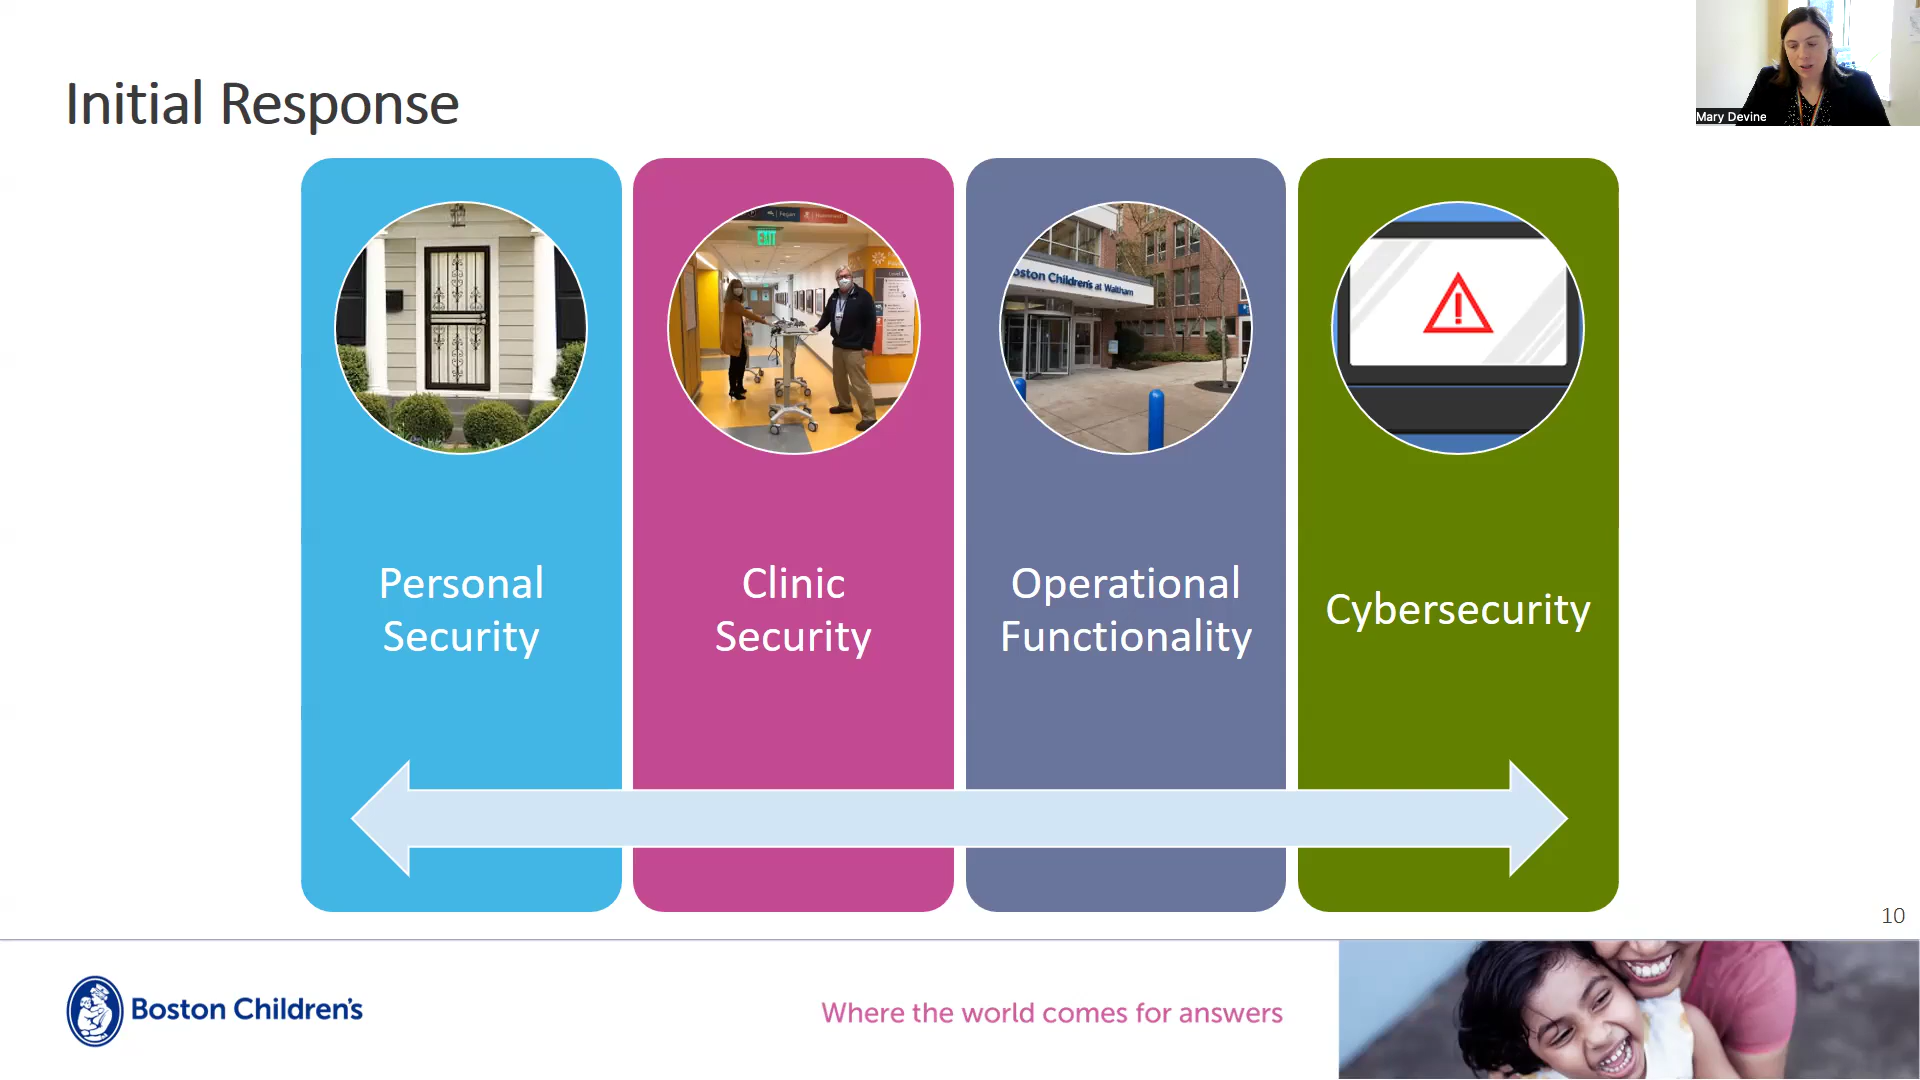 Initial Response
Mary Devine
EXIT
Boston Children's at Waltham
Personal
Security
Clinic
Security
Operational
Functionality
Cybersecurity
10
Boston Children's
Where the world comes for answers